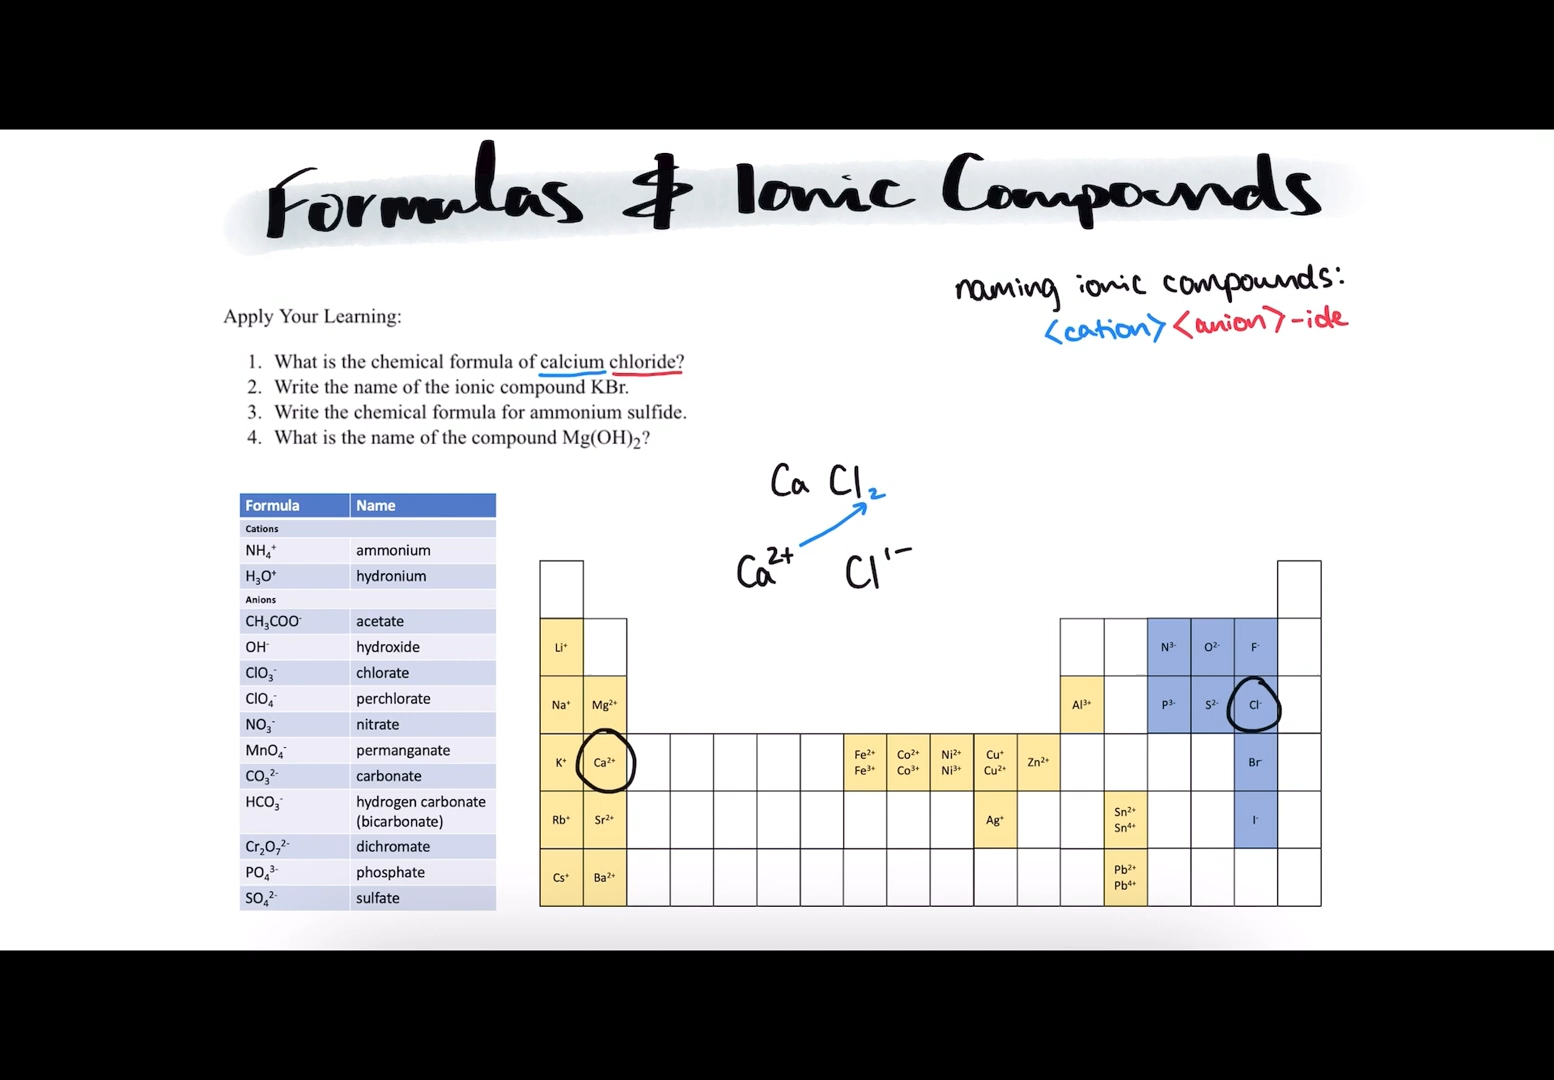 Formulas & Ionic Compounds
naming ionic compounds:
<cation> <anion>-ide
Apply Your Learning:
1. What is the chemical formula of calcium chloride?
2. Write the name of the ionic compound KBr.
3. Write the chemical formula for ammonium sulfide.
4. What is the name of the compound Mg(OH)₂?
Ca Cl₂
Ca²⁺ Cl¹⁻
Formula Name
Cations
NH₄⁺ ammonium
H₃O⁺ hydronium
Anions
CH₃COO⁻ acetate
OH⁻ hydroxide
ClO₃⁻ chlorate
ClO₄⁻ perchlorate
NO₃⁻ nitrate
MnO₄⁻ permanganate
CO₃²⁻ carbonate
HCO₃⁻ hydrogen carbonate
(bicarbonate)
Cr₂O₇²⁻ dichromate
PO₄³⁻ phosphate
SO₄²⁻ sulfate
Li⁺ N³⁻ O²⁻ F⁻
Na⁺ Mg²⁺ Al³⁺ P³⁻ S²⁻ Cl⁻
K⁺ Ca²⁺ Fe²⁺ Fe³⁺ Co²⁺ Co³⁺ Ni²⁺ Ni³⁺ Cu⁺ Cu²⁺ Zn²⁺ Br⁻
Rb⁺ Sr²⁺ Ag⁺ Sn²⁺ Sn⁴⁺ I⁻
Cs⁺ Ba²⁺ Pb²⁺ Pb⁴⁺